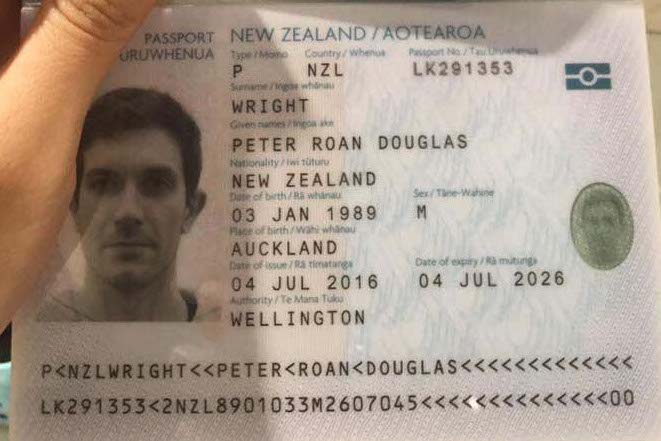 PASSPORT
URUWHENUA
NEW ZEALAND / AOTEAROA
Type / Momo Country / Whenua Passport No. / Tau Uruwhenua
P NZL LK291353
Surname / Ingoa whānau
WRIGHT
Given names / Ingoa ake
PETER ROAN DOUGLAS
Nationality / Iwi tūturu
NEW ZEALAND
Date of birth / Rā whānau Sex / Tāne-Wahine
03 JAN 1989 M
Place of birth / Wāhi whānau
AUCKLAND
Date of issue / Rā timatanga Date of expiry / Rā mutunga
04 JUL 2016 04 JUL 2026
Authority / Te Mana Tuku
WELLINGTON
P<NZLWRIGHT<<PETER<ROAN<DOUGLAS<<<<<<<<<<<<<
LK291353<2NZL8901033M2607045<<<<<<<<<<<<<<00